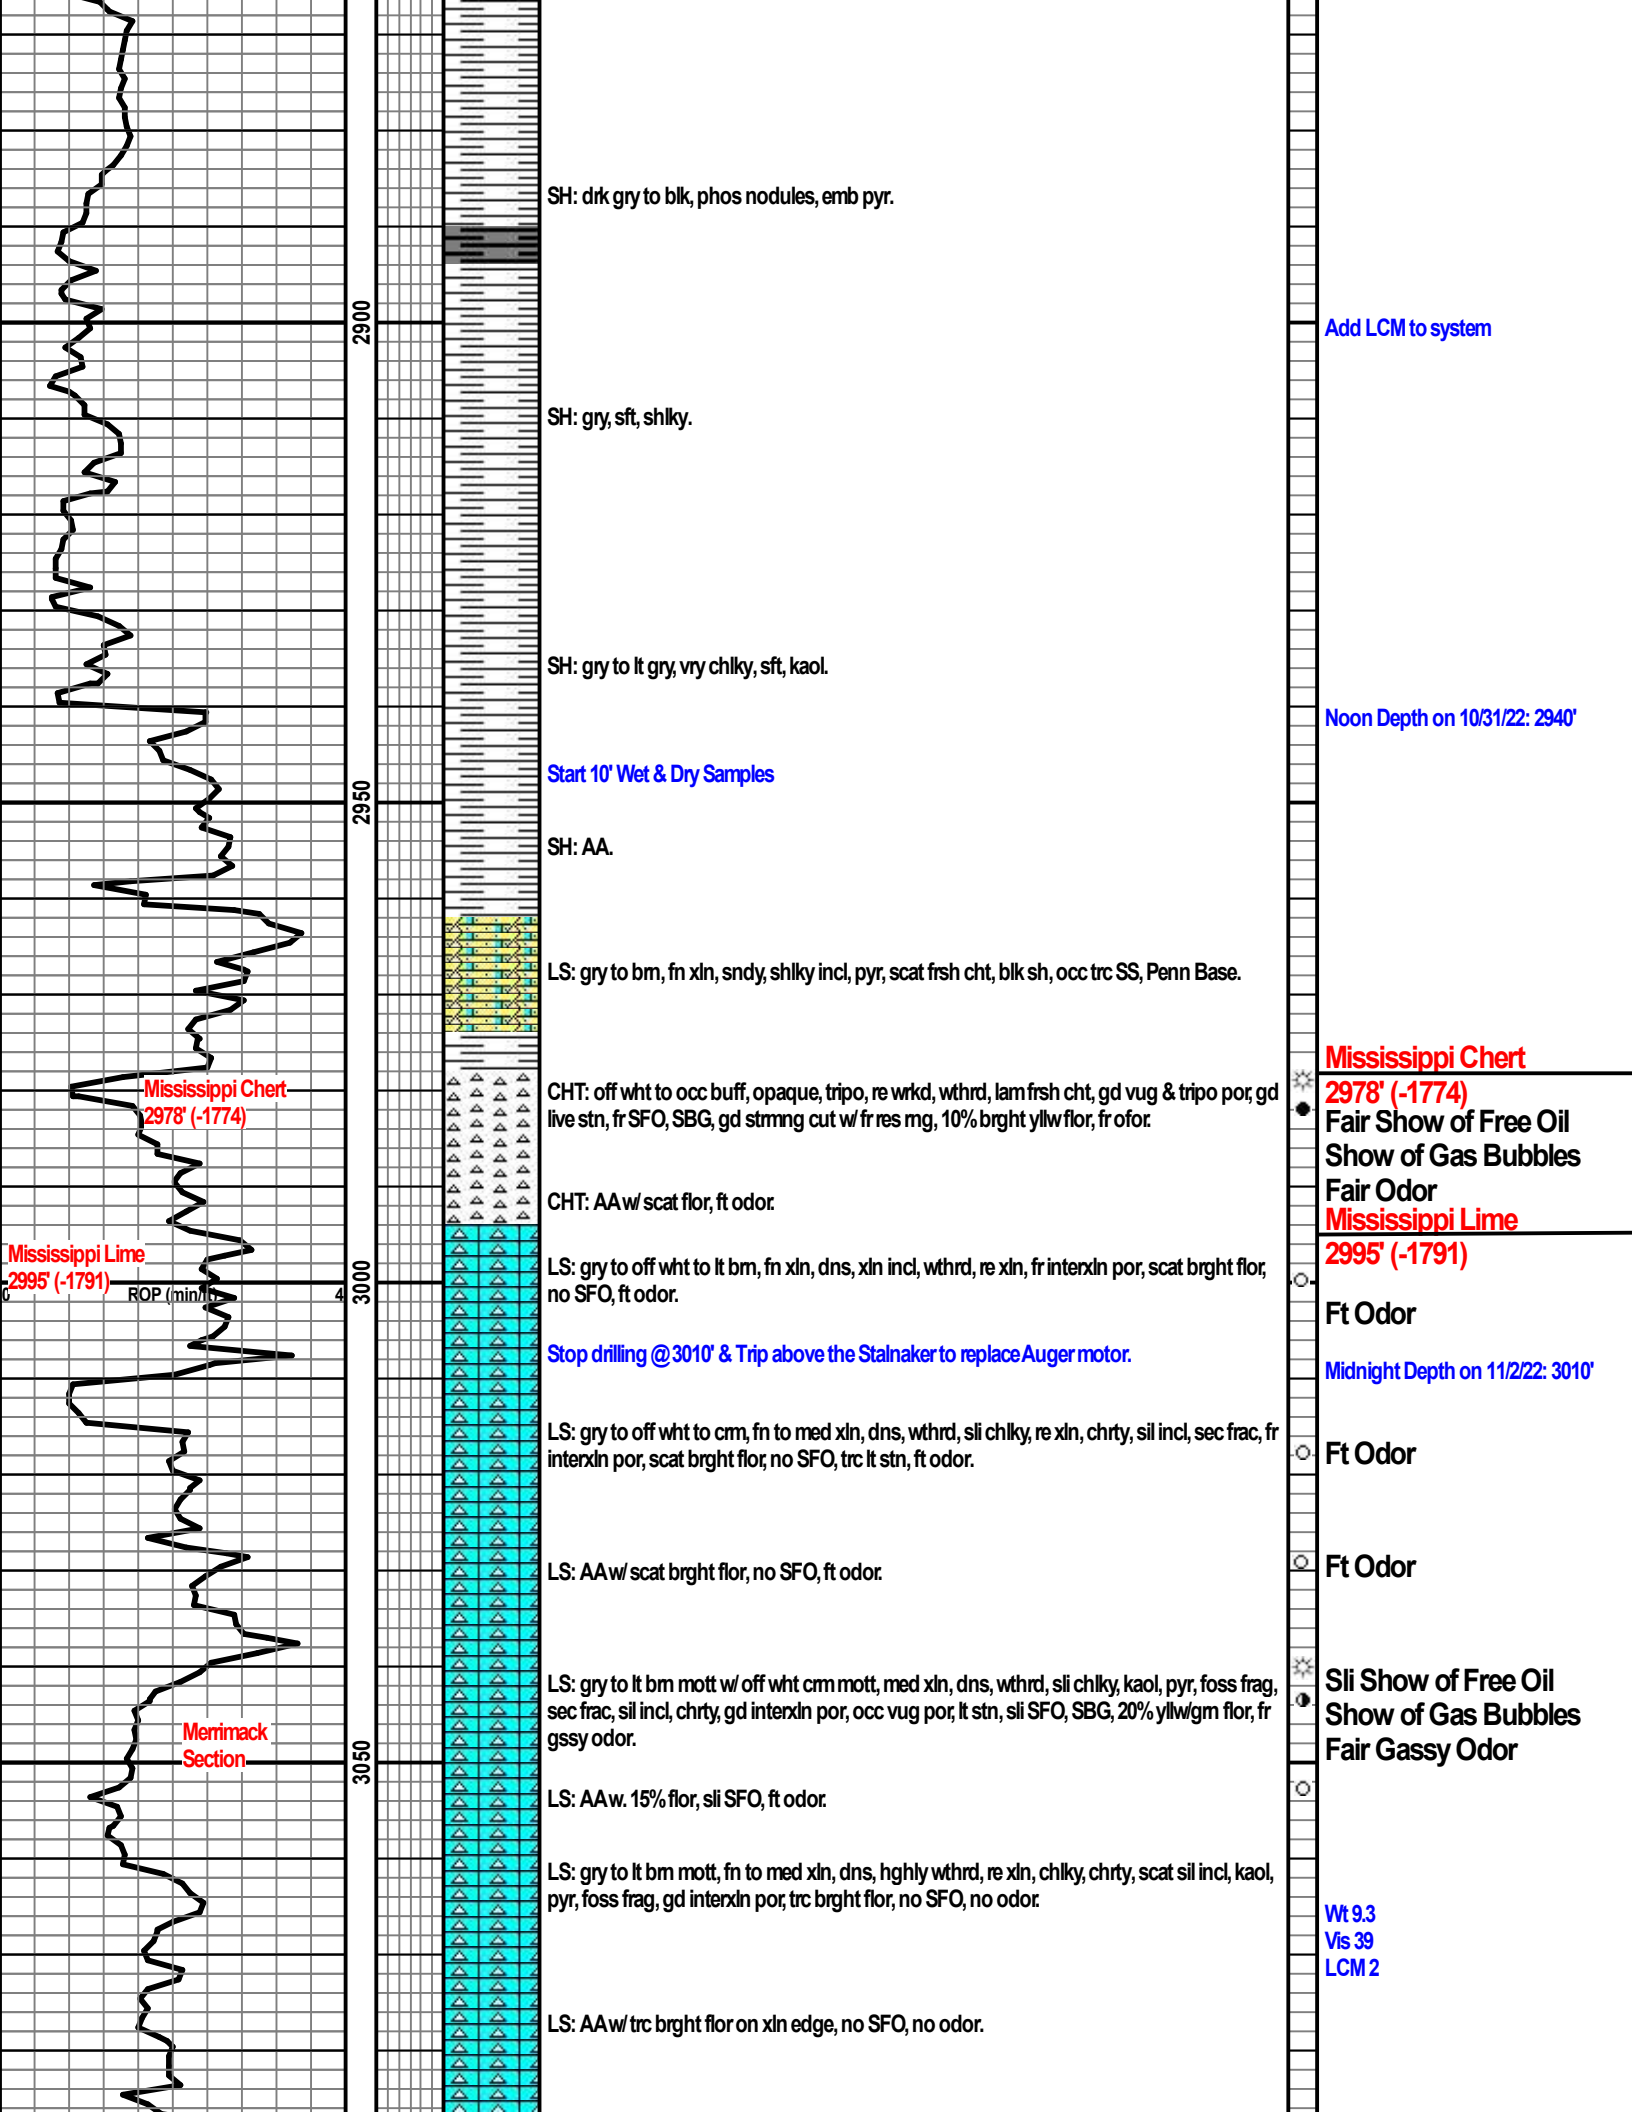 SH: drk gry to blk, phos nodules, emb pyr.
2900
Add LCM to system
SH: gry, sft, shlky.
SH: gry to lt gry, vry chlky, sft, kaol.
Noon Depth on 10/31/22: 2940'
Start 10' Wet & Dry Samples
2950
SH: AA.
LS: gry to brn, fn xln, sndy, shlky incl, pyr, scat frsh cht, blk sh, occ trc SS, Penn Base.
Mississippi Chert
2978' (-1774)
Mississippi Chert
2978' (-1774)
CHT: off wht to occ buff, opaque, tripo, re wrkd, wthrd, lam frsh cht, gd vug & tripo por, gd
live stn, fr SFO, SBG, gd strmng cut w/ fr res rng, 10% brght yllw flor, fr ofor.
Fair Show of Free Oil
Show of Gas Bubbles
Fair Odor
CHT: AA w/ scat flor, ft odor.
Mississippi Lime
2995' (-1791)
Mississippi Lime
2995' (-1791)
0 ROP (min/ft) 4
3000
LS: gry to off wht to lt brn, fn xln, dns, xln incl, wthrd, re xln, fr interxln por, scat brght flor,
no SFO, ft odor.
Ft Odor
Stop drilling @ 3010' & Trip above the Stalnaker to replace Auger motor.
Midnight Depth on 11/2/22: 3010'
LS: gry to off wht to crm, fn to med xln, dns, wthrd, sli chlky, re xln, chrty, sil incl, sec frac, fr
interxln por, scat brght flor, no SFO, trc lt stn, ft odor.
Ft Odor
LS: AA w/ scat brght flor, no SFO, ft odor.
Ft Odor
LS: gry to lt brn mott w/ off wht crm mott, med xln, dns, wthrd, sli chlky, kaol, pyr, foss frag,
sec frac, sil incl, chrty, gd interxln por, occ vug por, lt stn, sli SFO, SBG, 20% yllw/grn flor, fr
gssy odor.
Sli Show of Free Oil
Show of Gas Bubbles
Fair Gassy Odor
Merrimack
Section
3050
LS: AA w. 15% flor, sli SFO, ft odor.
LS: gry to lt brn mott, fn to med xln, dns, hghly wthrd, re xln, chlky, chrty, scat sil incl, kaol,
pyr, foss frag, gd interxln por, trc brght flor, no SFO, no odor.
Wt 9.3
Vis 39
LCM 2
LS: AA w/ trc brght flor on xln edge, no SFO, no odor.